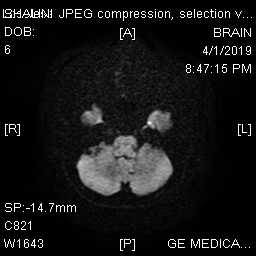 JPEG compression, selection v...
DOB:
BRAIN
6
4/1/2019
8:47:15 PM
[A]
[R]
[L]
SP:-14.7mm
C821
W1643
[P]
GE MEDICA...